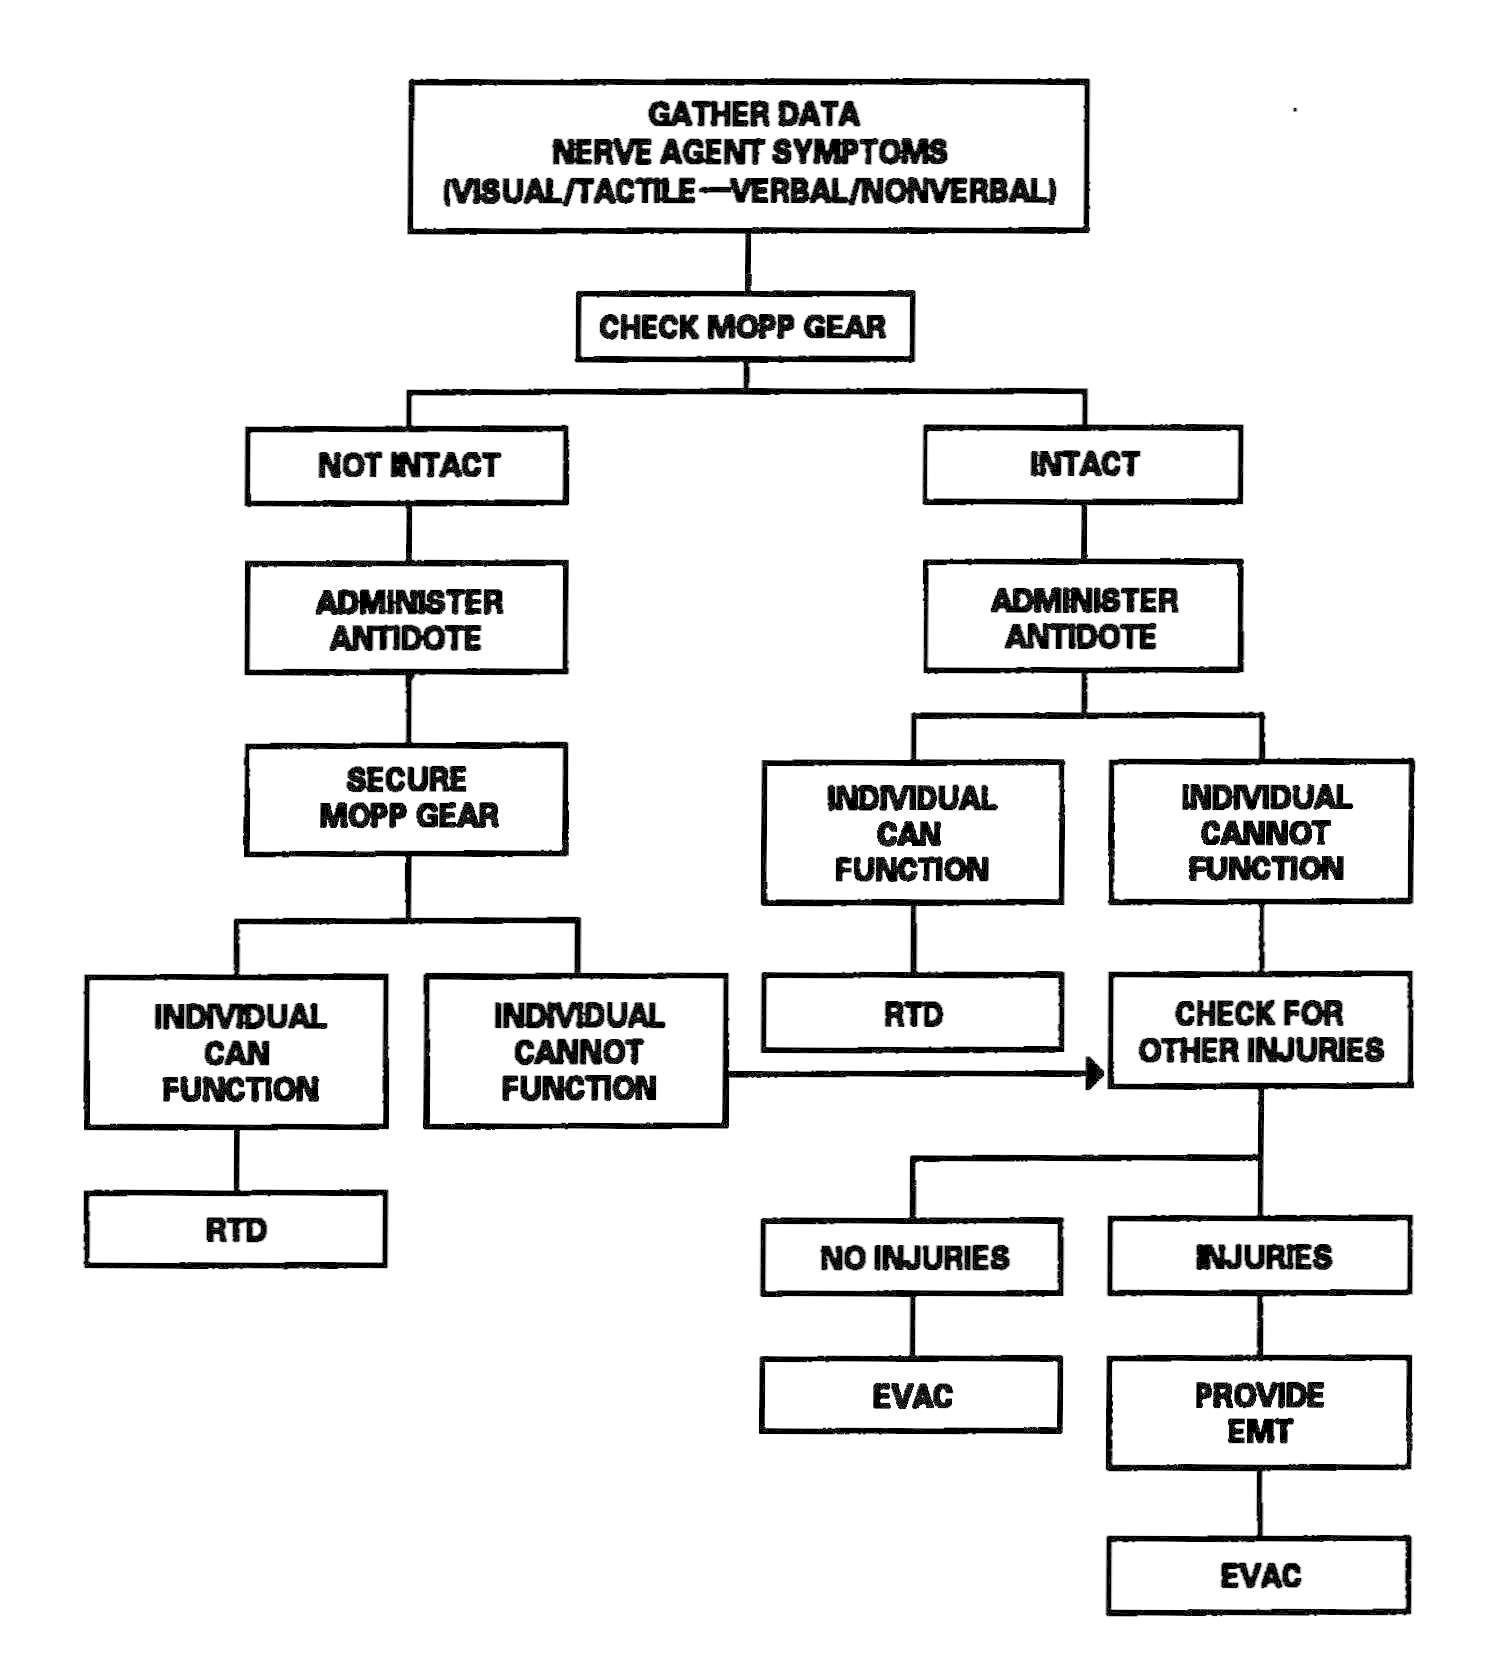 GATHER DATA
NERVE AGENT SYMPTOMS
(VISUAL/TACTILE—VERBAL/NONVERBAL)
CHECK MOPP GEAR
NOT INTACT
INTACT
ADMINISTER
ANTIDOTE
ADMINISTER
ANTIDOTE
SECURE
MOPP GEAR
INDIVIDUAL
CAN
FUNCTION
INDIVIDUAL
CANNOT
FUNCTION
INDIVIDUAL
CAN
FUNCTION
INDIVIDUAL
CANNOT
FUNCTION
RTD
CHECK FOR
OTHER INJURIES
RTD
NO INJURIES
INJURIES
EVAC
PROVIDE
EMT
EVAC